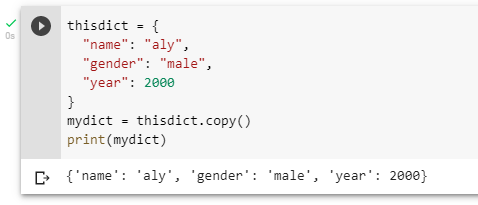 thisdict = {
  "name": "aly",
  "gender": "male",
  "year": 2000
}
mydict = thisdict.copy()
print(mydict)
0s
{'name': 'aly', 'gender': 'male', 'year': 2000}